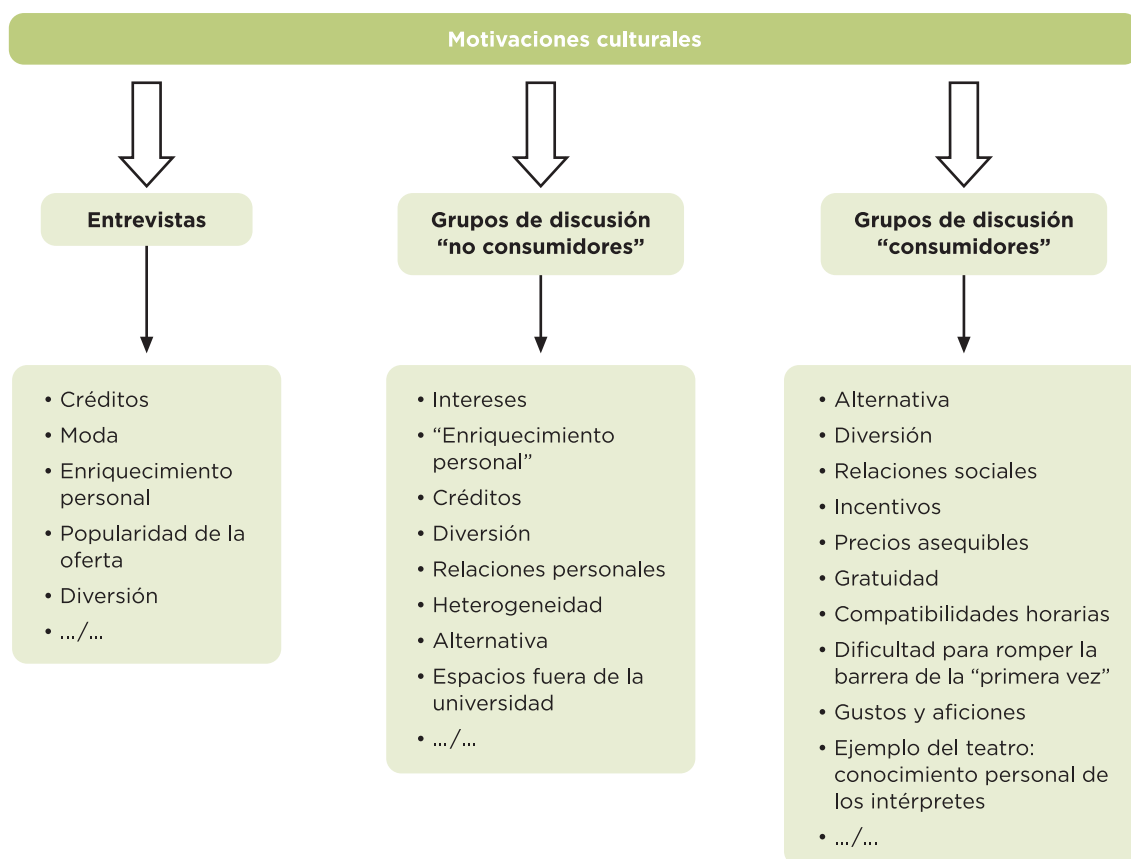 Motivaciones culturales
Entrevistas
• Créditos
• Moda
• Enriquecimiento
personal
• Popularidad de la
oferta
• Diversión
• .../...
Grupos de discusión
“no consumidores”
• Intereses
• “Enriquecimiento
personal”
• Créditos
• Diversión
• Relaciones personales
• Heterogeneidad
• Alternativa
• Espacios fuera de la
universidad
• .../...
Grupos de discusión
“consumidores”
• Alternativa
• Diversión
• Relaciones sociales
• Incentivos
• Precios asequibles
• Gratuidad
• Compatibilidades horarias
• Dificultad para romper la
barrera de la “primera vez”
• Gustos y aficiones
• Ejemplo del teatro:
conocimiento personal de
los intérpretes
• .../...